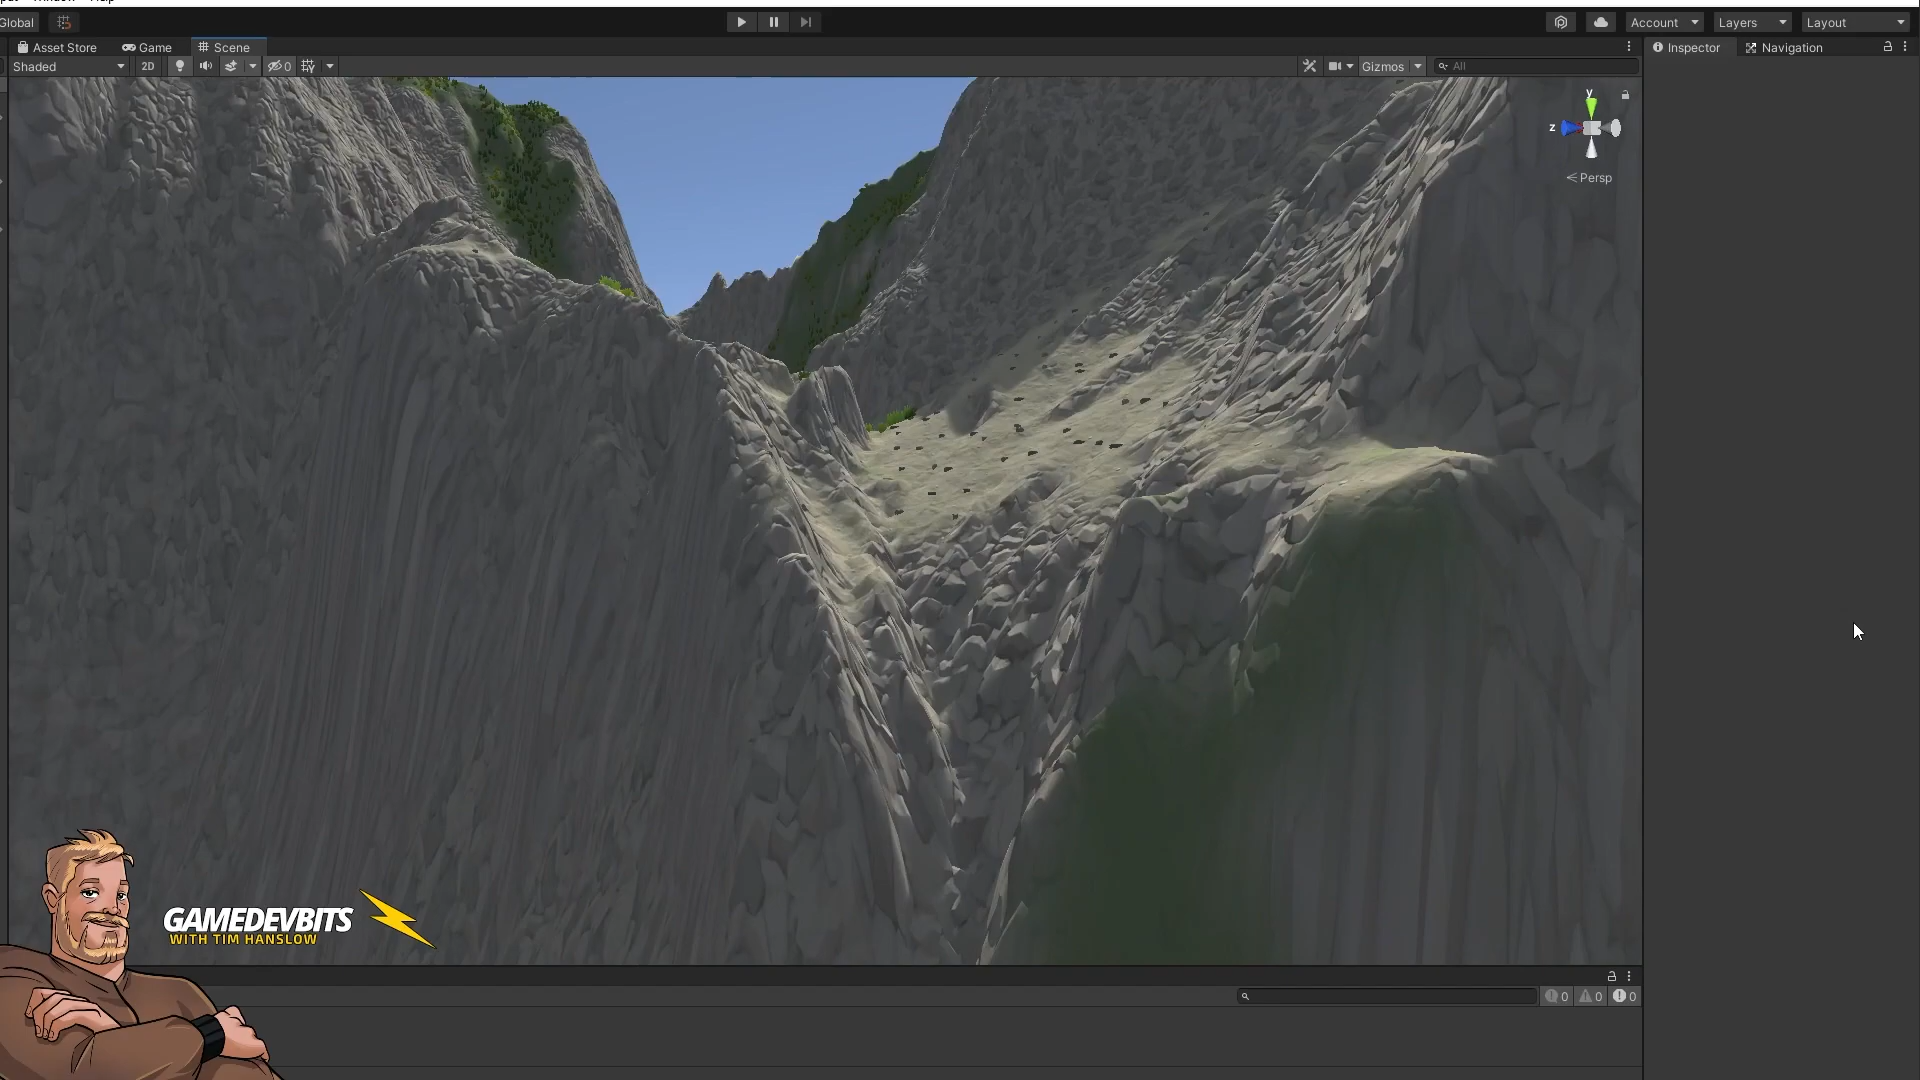 Global
Account
Layers
Layout
Asset Store
Game
Scene
Inspector
Navigation
Shaded
2D
0
Gizmos
All
y
z
Persp
GAMEDEVBITS
WITH TIM HANSLOW
0
0
0